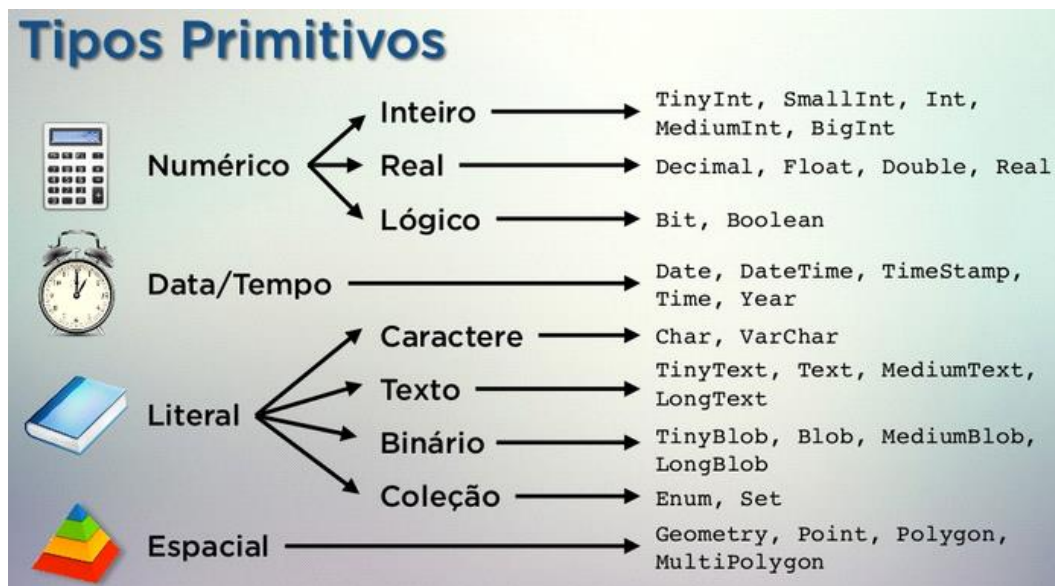 Tipos Primitivos
Numérico
Inteiro
TinyInt, SmallInt, Int,
MediumInt, BigInt
Real
Decimal, Float, Double, Real
Lógico
Bit, Boolean
Data/Tempo
Date, DateTime, TimeStamp,
Time, Year
Literal
Caractere
Char, VarChar
Texto
TinyText, Text, MediumText,
LongText
Binário
TinyBlob, Blob, MediumBlob,
LongBlob
Coleção
Enum, Set
Espacial
Geometry, Point, Polygon,
MultiPolygon